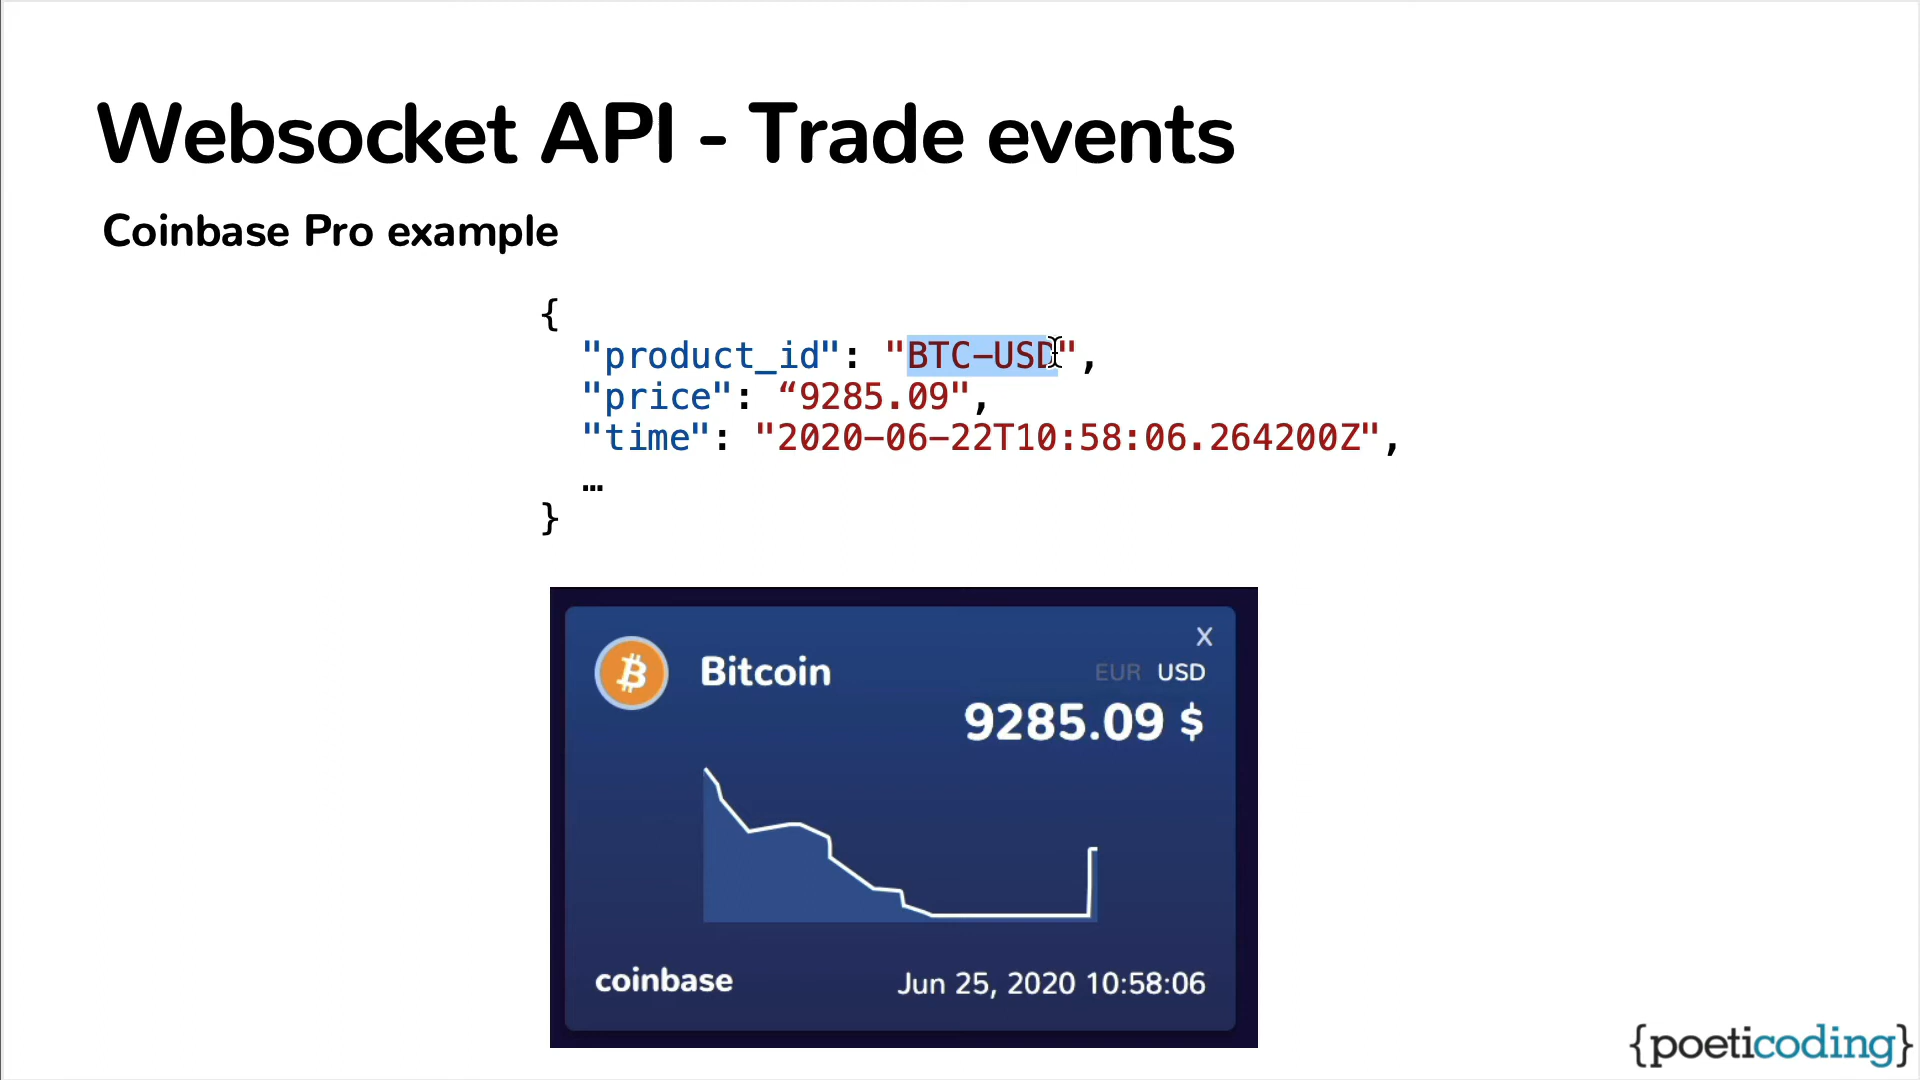 Websocket API - Trade events
Coinbase Pro example
{
"product_id": "BTC-USD",
"price": “9285.09",
"time": "2020-06-22T10:58:06.264200Z",
…
}
X
Bitcoin
EUR USD
9285.09 $
coinbase
Jun 25, 2020 10:58:06
{poeticoding}